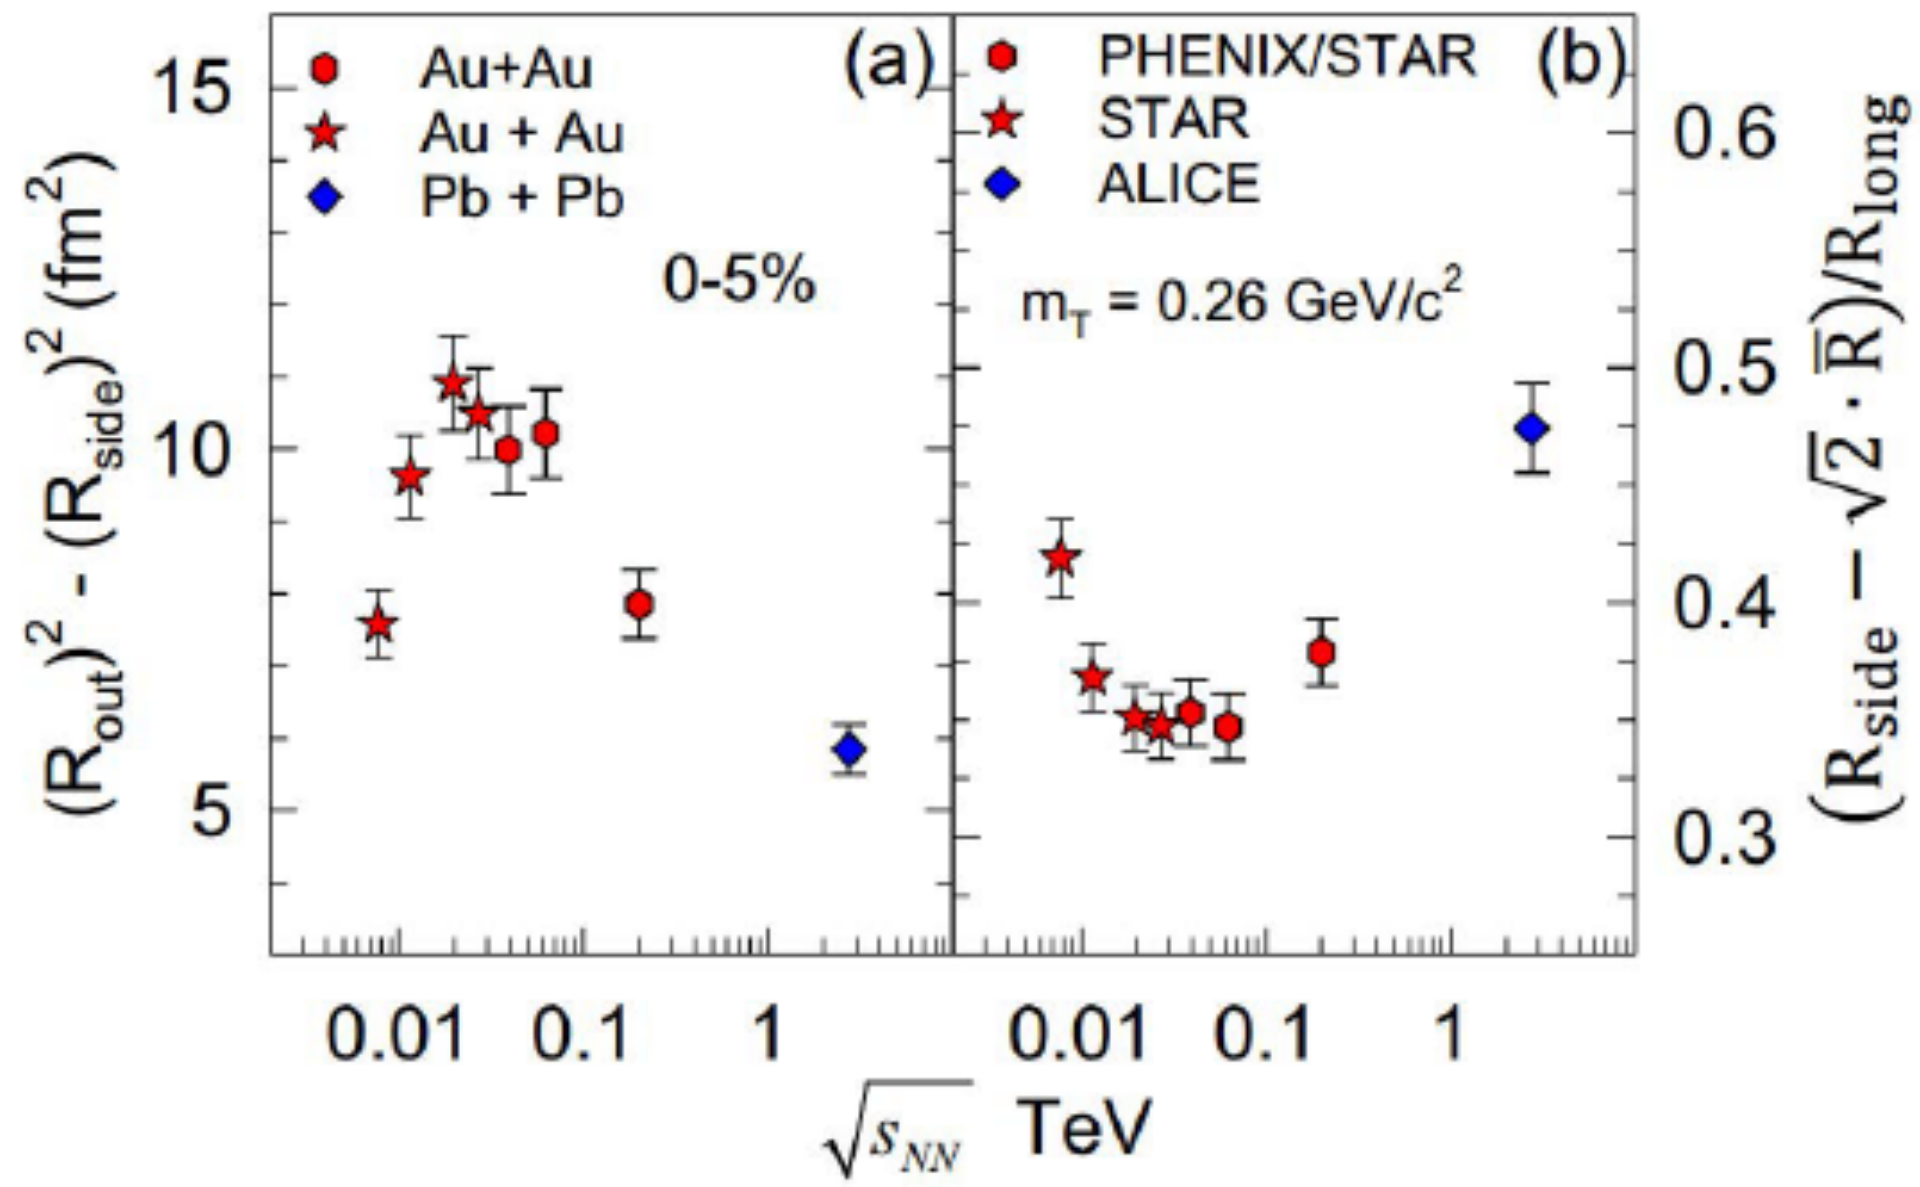 (a)
Au+Au
Au + Au
Pb + Pb
0-5%
15
10
5
(R_out)^2 - (R_side)^2 (fm^2)
0.01 0.1 1
(b)
PHENIX/STAR
STAR
ALICE
m_T = 0.26 GeV/c^2
0.6
0.5
0.4
0.3
(R_side − √2 · R̅)/R_long
0.01 0.1 1
√s_NN TeV